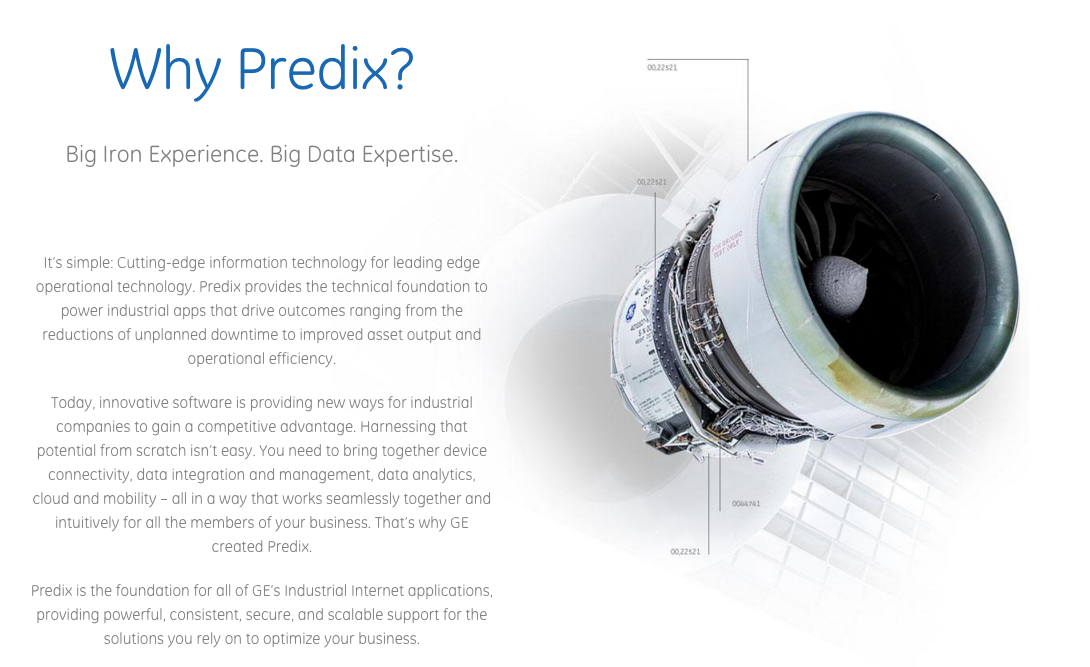 Why Predix?
Big Iron Experience. Big Data Expertise.
It's simple: Cutting-edge information technology for leading edge
operational technology. Predix provides the technical foundation to
power industrial apps that drive outcomes ranging from the
reductions of unplanned downtime to improved asset output and
operational efficiency.
Today, innovative software is providing new ways for industrial
companies to gain a competitive advantage. Harnessing that
potential from scratch isn't easy. You need to bring together device
connectivity, data integration and management, data analytics,
cloud and mobility – all in a way that works seamlessly together and
intuitively for all the members of your business. That's why GE
created Predix.
Predix is the foundation for all of GE's Industrial Internet applications,
providing powerful, consistent, secure, and scalable support for the
solutions you rely on to optimize your business.
00,22521
00,22521
GROUND
TEST ONLY
00,22521